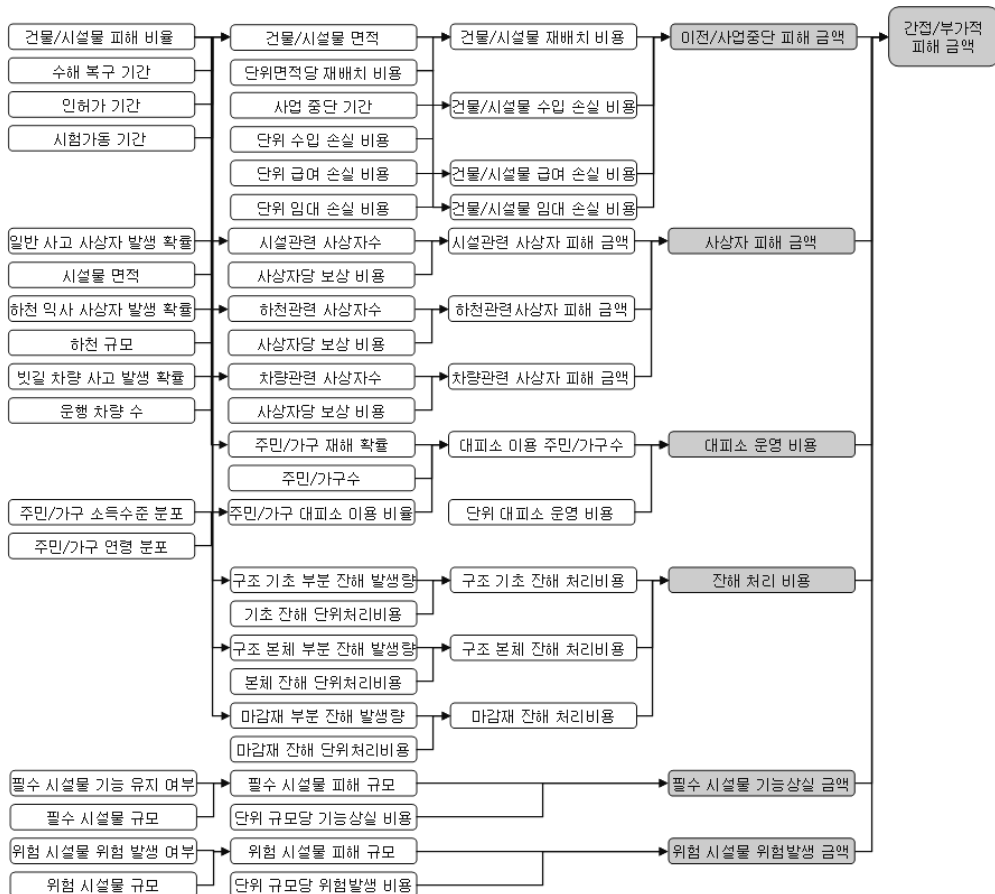 건물/시설물 피해 비율
수해 복구 기간
인허가 기간
시험가동 기간
일반 사고 사상자 발생 확률
시설물 면적
하천 익사 사상자 발생 확률
하천 규모
빗길 차량 사고 발생 확률
운행 차량 수
주민/가구 소득수준 분포
주민/가구 연령 분포
필수 시설물 기능 유지 여부
필수 시설물 규모
위험 시설물 위험 발생 여부
위험 시설물 규모
건물/시설물 면적
단위면적당 재배치 비용
사업 중단 기간
단위 수입 손실 비용
단위 급여 손실 비용
단위 임대 손실 비용
시설관련 사상자수
사상자당 보상 비용
하천관련 사상자수
사상자당 보상 비용
차량관련 사상자수
사상자당 보상 비용
주민/가구 재해 확률
주민/가구수
주민/가구 대피소 이용 비율
구조 기초 부분 잔해 발생량
기초 잔해 단위처리비용
구조 본체 부분 잔해 발생량
본체 잔해 단위처리비용
마감재 부분 잔해 발생량
마감재 잔해 단위처리비용
필수 시설물 피해 규모
단위 규모당 기능상실 비용
위험 시설물 피해 규모
단위 규모당 위험발생 비용
건물/시설물 재배치 비용
건물/시설물 수입 손실 비용
건물/시설물 급여 손실 비용
건물/시설물 임대 손실 비용
시설관련 사상자 피해 금액
하천관련사상자 피해 금액
차량관련 사상자 피해 금액
대피소 이용 주민/가구수
단위 대피소 운영 비용
구조 기초 잔해 처리비용
구조 본체 잔해 처리비용
마감재 잔해 처리비용
이전/사업중단 피해 금액
사상자 피해 금액
대피소 운영 비용
잔해 처리 비용
필수 시설물 기능상실 금액
위험 시설물 위험발생 금액
간접/부가적
피해 금액